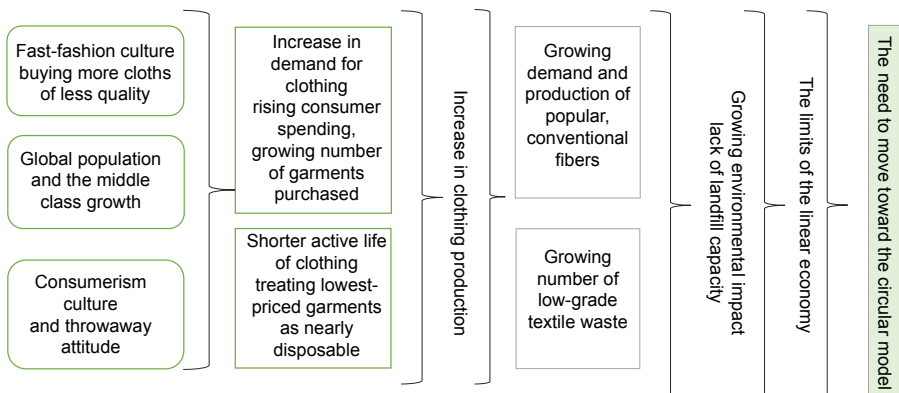 Fast-fashion culture
buying more cloths
of less quality
Global population
and the middle
class growth
Consumerism
culture
and throwaway
attitude
Increase in
demand for
clothing
rising consumer
spending,
growing number
of garments
purchased
Shorter active life
of clothing
treating lowest-
priced garments
as nearly
disposable
Increase in clothing production
Growing
demand and
production of
popular,
conventional
fibers
Growing
number of
low-grade
textile waste
Growing environmental impact
lack of landfill capacity
The limits of the linear economy
The need to move toward the circular model